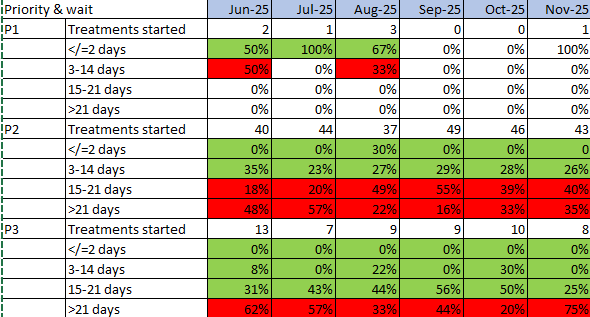 Priority & wait Jun-25 Jul-25 Aug-25 Sep-25 Oct-25 Nov-25
P1 Treatments started 2 1 3 0 0 1
</=2 days 50% 100% 67% 0% 0% 100%
3-14 days 50% 0% 33% 0% 0% 0%
15-21 days 0% 0% 0% 0% 0% 0%
>21 days 0% 0% 0% 0% 0% 0%
P2 Treatments started 40 44 37 49 46 43
</=2 days 0% 0% 30% 0% 0% 0
3-14 days 35% 23% 27% 29% 28% 26%
15-21 days 18% 20% 49% 55% 39% 40%
>21 days 48% 57% 22% 16% 33% 35%
P3 Treatments started 13 7 9 9 10 8
</=2 days 0% 0% 0% 0% 0% 0%
3-14 days 8% 0% 22% 0% 30% 0%
15-21 days 31% 43% 44% 56% 50% 25%
>21 days 62% 57% 33% 44% 20% 75%